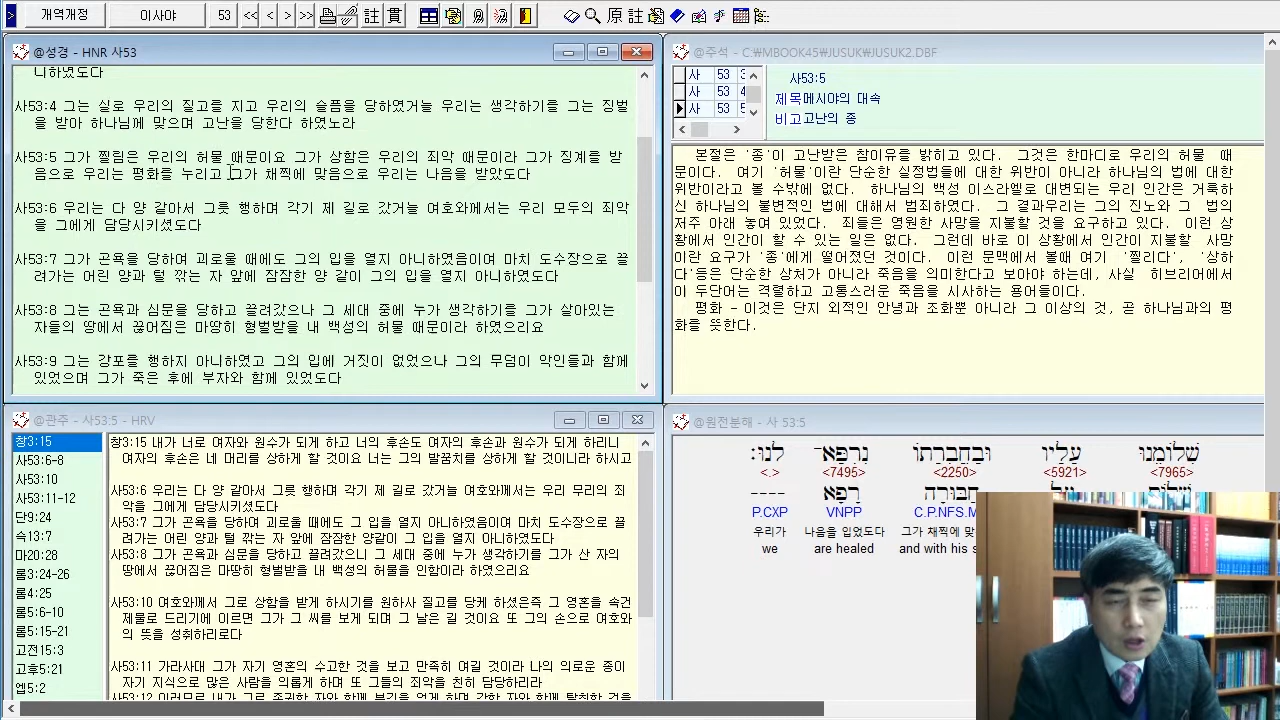 개역개정 이사야 53 << < > >> 註 貫 原 註
@성경 - HNR 사53
니하였도다
사53:4 그는 실로 우리의 질고를 지고 우리의 슬픔을 당하였거늘 우리는 생각하기를 그는 징벌
을 받아 하나님께 맞으며 고난을 당한다 하였노라
사53:5 그가 찔림은 우리의 허물 때문이요 그가 상함은 우리의 죄악 때문이라 그가 징계를 받
음으로 우리는 평화를 누리고 그가 채찍에 맞음으로 우리는 나음을 받았도다
사53:6 우리는 다 양 같아서 그릇 행하며 각기 제 길로 갔거늘 여호와께서는 우리 모두의 죄악
을 그에게 담당시키셨도다
사53:7 그가 곤욕을 당하여 괴로울 때에도 그의 입을 열지 아니하였음이여 마치 도수장으로 끌
려가는 어린 양과 털 깎는 자 앞에 잠잠한 양 같이 그의 입을 열지 아니하였도다
사53:8 그는 곤욕과 심문을 당하고 끌려갔으나 그 세대 중에 누가 생각하기를 그가 살아있는
자들의 땅에서 끊어짐은 마땅히 형벌받을 내 백성의 허물 때문이라 하였으리요
사53:9 그는 강포를 행하지 아니하였고 그의 입에 거짓이 없었으나 그의 무덤이 악인들과 함께
있었으며 그가 죽은 후에 부자와 함께 있었도다
@주석 - C:₩MBOOK45₩JUSUK₩JUSUK2.DBF
사 53 3
사 53 4
사 53 5
사53:5
제목메시야의 대속
비고고난의 종
본절은 '종'이 고난받은 참이유를 밝히고 있다. 그것은 한마디로 우리의 허물 때
문이다. 여기 '허물'이란 단순한 실정법들에 대한 위반이 아니라 하나님의 법에 대한
위반이라고 볼 수밖에 없다. 하나님의 백성 이스라엘로 대변되는 우리 인간은 거룩하
신 하나님의 불변적인 법에 대해서 범죄하였다. 그 결과우리는 그의 진노와 그 법의
저주 아래 놓여 있었다. 죄들은 영원한 사망을 지불할 것을 요구하고 있다. 이런 상
황에서 인간이 할 수 있는 일은 없다. 그런데 바로 이 상황에서 인간이 지불할 사망
이란 요구가 '종'에게 떨어졌던 것이다. 이런 문맥에서 볼때 여기 '찔리다', '상하
다'등은 단순한 상처가 아니라 죽음을 의미한다고 보아야 하는데, 사실 히브리어에서
이 두단어는 격렬하고 고통스러운 죽음을 시사하는 용어들이다.
평화 - 이것은 단지 외적인 안녕과 조화뿐 아니라 그 이상의 것, 곧 하나님과의 평
화를 뜻한다.
@관주 - 사53:5 - HRV
창3:15
사53:6-8
사53:10
사53:11-12
단9:24
슥13:7
마20:28
롬3:24-26
롬4:25
롬5:6-10
롬5:15-21
고전15:3
고후5:21
엡5:2
창3:15 내가 너로 여자와 원수가 되게 하고 너의 후손도 여자의 후손과 원수가 되게 하리니
여자의 후손은 네 머리를 상하게 할 것이요 너는 그의 발꿈치를 상하게 할 것이니라 하시고
사53:6 우리는 다 양 같아서 그릇 행하며 각기 제 길로 갔거늘 여호와께서는 우리 무리의 죄
악을 그에게 담당시키셨도다
사53:7 그가 곤욕을 당하여 괴로울 때에도 그 입을 열지 아니하였음이여 마치 도수장으로 끌
려가는 어린 양과 털 깎는 자 앞에 잠잠한 양같이 그 입을 열지 아니하였도다
사53:8 그가 곤욕과 심문을 당하고 끌려갔으니 그 세대 중에 누가 생각하기를 그가 산 자의
땅에서 끊어짐은 마땅히 형벌받을 내 백성의 허물을 인함이라 하였으리요
사53:10 여호와께서 그로 상함을 받게 하시기를 원하사 질고를 당케 하셨은즉 그 영혼을 속건
제물로 드리기에 이르면 그가 그 씨를 보게 되며 그 날은 길 것이요 또 그의 손으로 여호와
의 뜻을 성취하리로다
사53:11 가라사대 그가 자기 영혼의 수고한 것을 보고 만족히 여길 것이라 나의 의로운 종이
자기 지식으로 많은 사람을 의롭게 하며 또 그들의 죄악을 친히 담당하리라
사53:12 이러므로 내가 그로 존귀한 자와 함께 분깃을 얻게 하며 강한 자와 함께 탈취한 것을
@원전분해 - 사 53:5
שְׁלוֹמֵנוּ עָלָיו וּבַחֲבֻרָתוֹ נִרְפָּא־ לָנוּ׃
<.> <7495> <2250> <5921> <7965>
---- רָפָא חַבּוּרָה
P.CXP VNPP C.P.NFS.M
우리가 나음을 입었도다 그가 채찍에 맞
we are healed and with his s